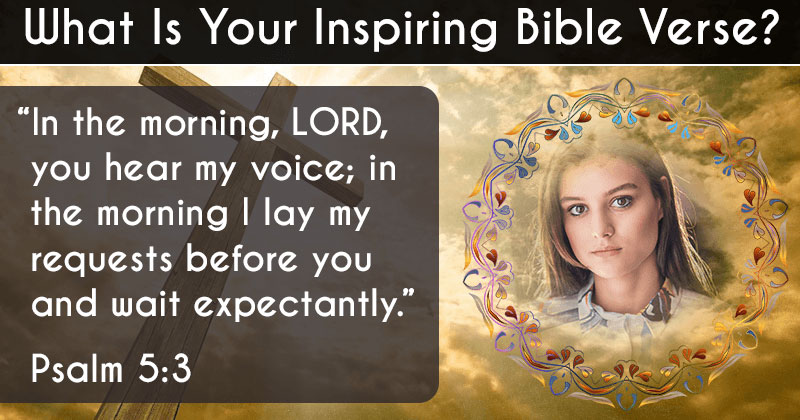 What Is Your Inspiring Bible Verse?
“In the morning, LORD,
you hear my voice; in
the morning I lay my
requests before you
and wait expectantly.”
Psalm 5:3